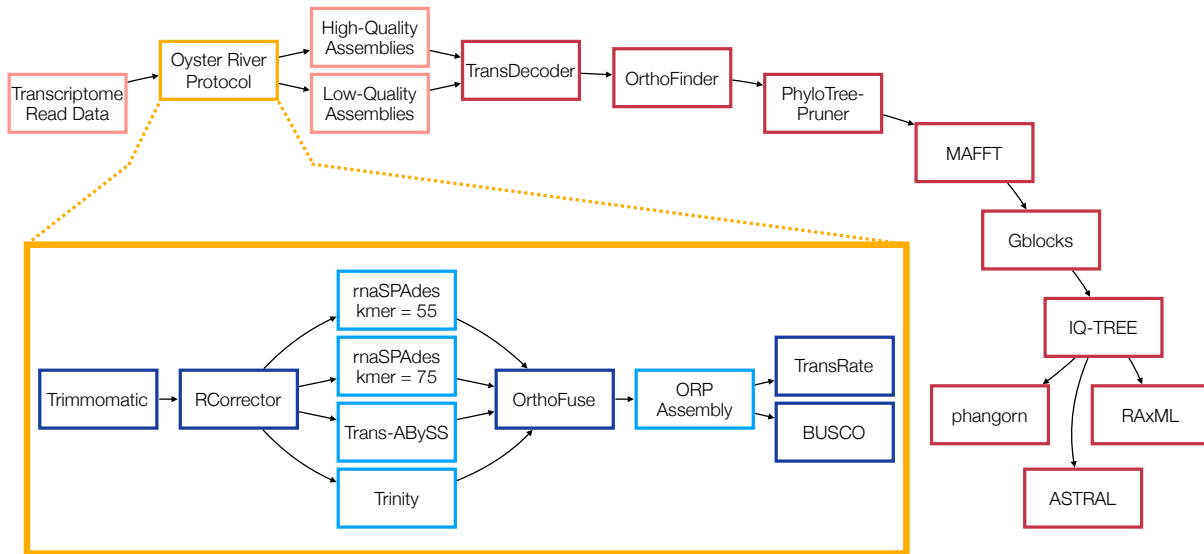 Transcriptome
Read Data
Oyster River
Protocol
High-Quality
Assemblies
Low-Quality
Assemblies
TransDecoder
OrthoFinder
PhyloTree-
Pruner
MAFFT
Gblocks
IQ-TREE
phangorn
RAxML
ASTRAL
Trimmomatic
RCorrector
rnaSPAdes
kmer = 55
rnaSPAdes
kmer = 75
Trans-ABySS
Trinity
OrthoFuse
ORP
Assembly
TransRate
BUSCO